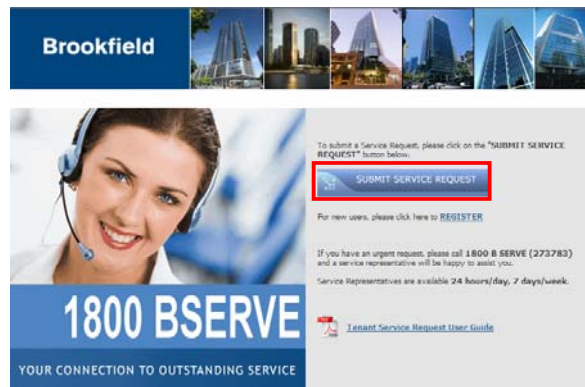 Brookfield
To submit a Service Request, please click on the "SUBMIT SERVICE
REQUEST" button below.
SUBMIT SERVICE REQUEST
For new users, please click here to REGISTER
If you have an urgent request, please call 1800 B SERVE (273783)
and a service representative will be happy to assist you.
Service Representatives are available 24 hours/day, 7 days/week.
1800 BSERVE
Tenant Service Request User Guide
YOUR CONNECTION TO OUTSTANDING SERVICE